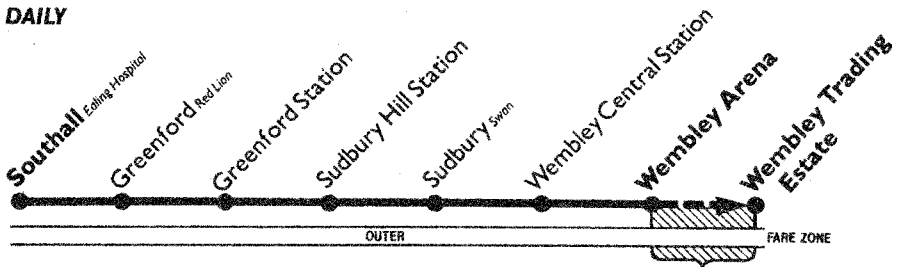 DAILY
Southall Ealing Hospital
Greenford Red Lion
Greenford Station
Sudbury Hill Station
Sudbury Swan
Wembley Central Station
Wembley Arena
Wembley Trading
Estate
OUTER
FARE ZONE